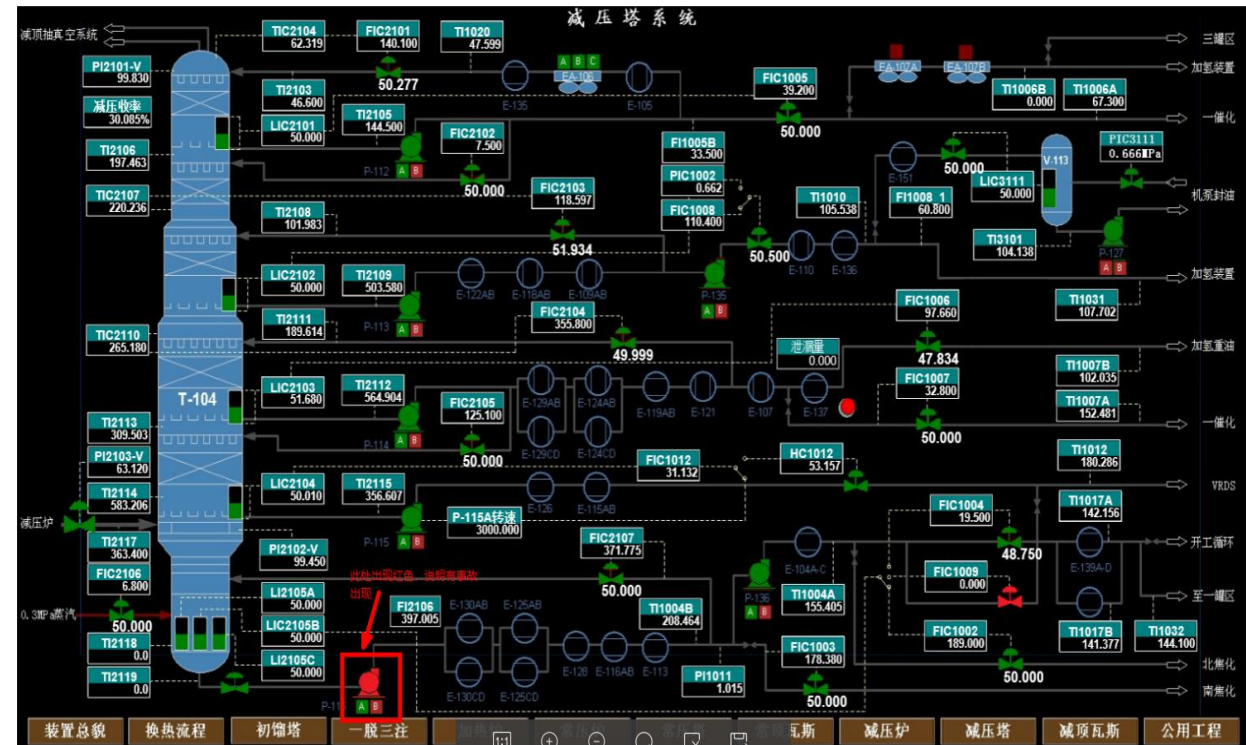 减压塔系统
减顶抽真空系统
TIC2104
62.319
FIC2101
140.100
TI1020
47.599
三罐区
PI2101-V
99.830
50.277
A B C
EA-106
E-135
E-105
FIC1005
39.200
EA-107A
EA-107B
加氢装置
TI1006B
0.000
TI1006A
67.300
减压收率
30.085%
TI2103
46.600
LIC2101
50.000
TI2105
144.500
FIC2102
7.500
50.000
一催化
TI2106
197.463
P-112
A B
50.000
FI1005B
33.500
PIC3111
0.666MPa
V-113
50.000
E-151
TIC2107
220.236
FIC2103
118.597
PIC1002
0.662
FIC1008
110.400
TI1010
105.538
FI1008_1
60.800
LIC3111
50.000
机泵封油
TI2108
101.983
51.934
50.500
E-110
E-136
TI3101
104.138
P-127
A B
LIC2102
50.000
TI2109
503.580
E-122AB
E-118AB
E-109AB
P-135
A B
加氢装置
P-113
A B
TI2111
189.614
FIC2104
355.800
FIC1006
97.660
TI1031
107.702
TIC2110
265.180
49.999
泄漏量
0.000
47.834
加氢重油
T-104
LIC2103
51.680
TI2112
564.904
FIC2105
125.100
E-129AB
E-124AB
E-119AB
E-121
E-107
E-137
FIC1007
32.800
TI1007B
102.035
TI1007A
152.481
TI2113
309.503
P-114
A B
50.000
E-129CD
E-124CD
50.000
一催化
PI2103-V
63.120
FIC1012
31.132
HC1012
53.157
TI1012
180.286
TI2114
583.206
LIC2104
50.010
TI2115
356.607
E-126
E-115AB
VRDS
减压炉
P-115
A B
P-115A转速
3000.000
FIC1004
19.500
TI1017A
142.156
TI2117
363.400
PI2102-V
99.450
FIC2107
371.775
E-104A-C
48.750
E-139A-D
开工循环
FIC2106
6.800
此处出现红色，说明有事故
出现
50.000
P-136
A B
TI1004A
155.405
FIC1009
0.000
至一罐区
0.3MPa蒸汽
50.000
LI2105A
50.000
FI2106
397.005
E-130AB
E-125AB
TI1004B
208.464
LIC2105B
50.000
FIC1002
189.000
TI1017B
141.377
TI1032
144.100
TI2118
0.0
LI2105C
50.000
E-128
E-116AB
E-113
FIC1003
178.380
50.000
北焦化
TI2119
0.0
A B
E-130CD
E-125CD
PI1011
1.015
50.000
南焦化
装置总貌
换热流程
初馏塔
一脱三注
瓦斯
减压炉
减压塔
减顶瓦斯
公用工程
1:1